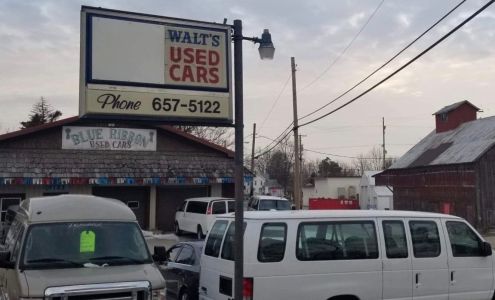 WALT'S
USED
CARS
Phone 657-5122
BLUE RIBBON
USED CARS